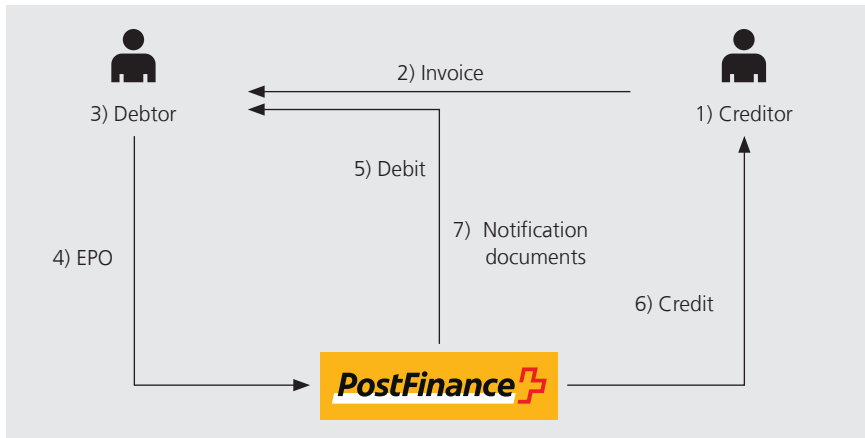 2) Invoice
3) Debtor
1) Creditor
5) Debit
7) Notification
documents
4) EPO
6) Credit
PostFinance